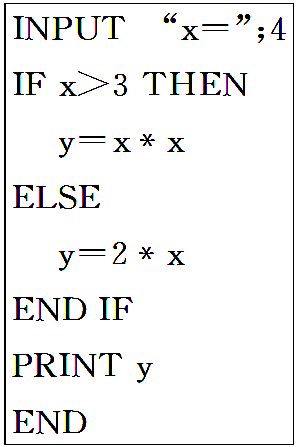 INPUT “x=”;4
IF x>3 THEN
y=x*x
ELSE
y=2*x
END IF
PRINT y
END